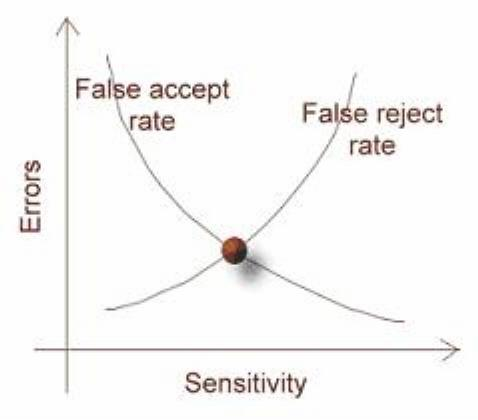 False accept
rate
False reject
rate
Errors
Sensitivity